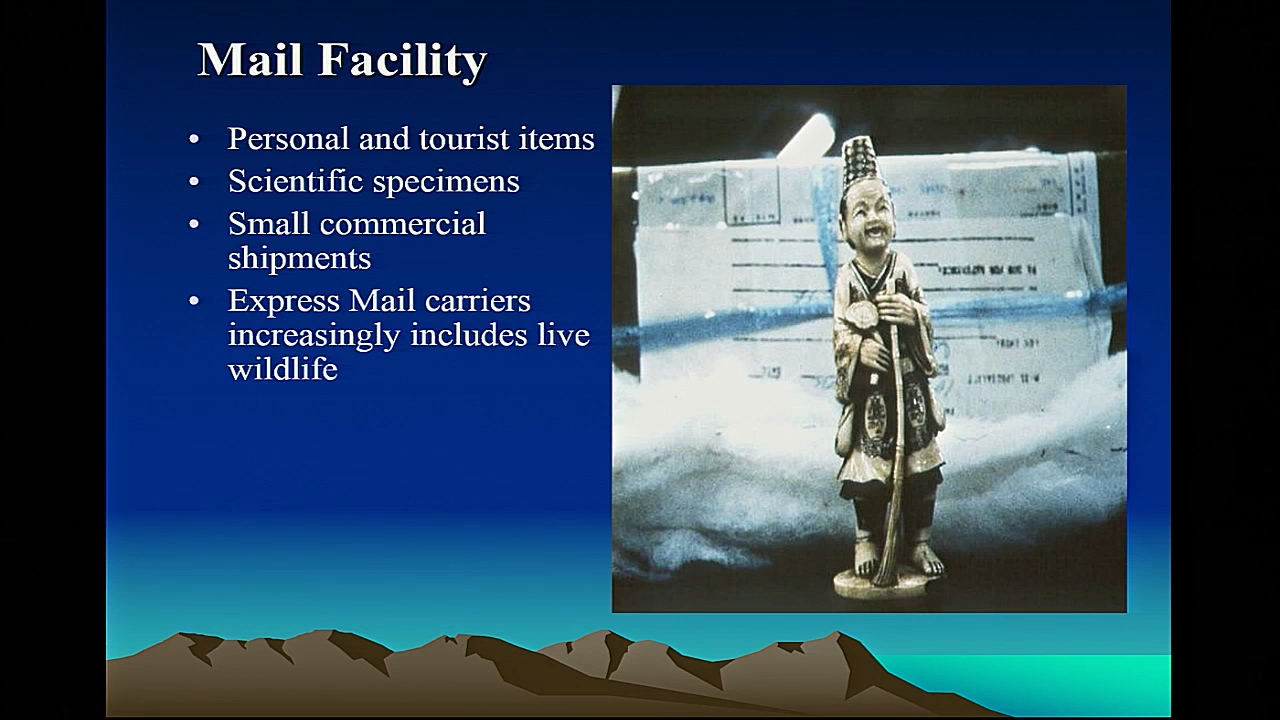 Mail Facility
• Personal and tourist items
• Scientific specimens
• Small commercial
shipments
• Express Mail carriers
increasingly includes live
wildlife